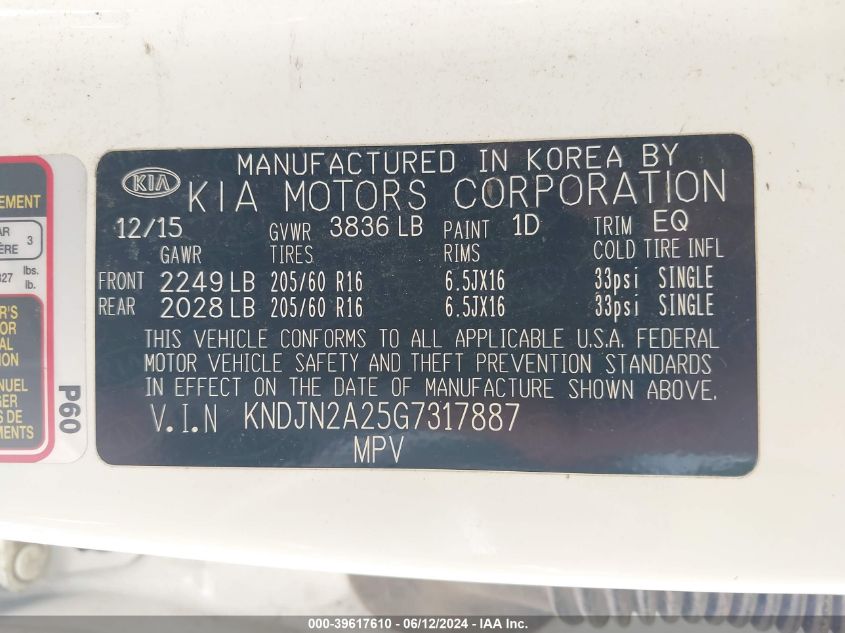 MANUFACTURED IN KOREA BY
KIA KIA MOTORS CORPORATION
12/15 GVWR 3836 LB PAINT 1D TRIM EQ
GAWR TIRES RIMS COLD TIRE INFL
FRONT 2249 LB 205/60 R16 6.5JX16 33psi SINGLE
REAR 2028 LB 205/60 R16 6.5JX16 33psi SINGLE
THIS VEHICLE CONFORMS TO ALL APPLICABLE U.S.A. FEDERAL
MOTOR VEHICLE SAFETY AND THEFT PREVENTION STANDARDS
IN EFFECT ON THE DATE OF MANUFACTURE SHOWN ABOVE.
V.I.N KNDJN2A25G7317887
MPV
3
lbs.
lb.
P60
000-39617610 - 06/12/2024 - IAA Inc.